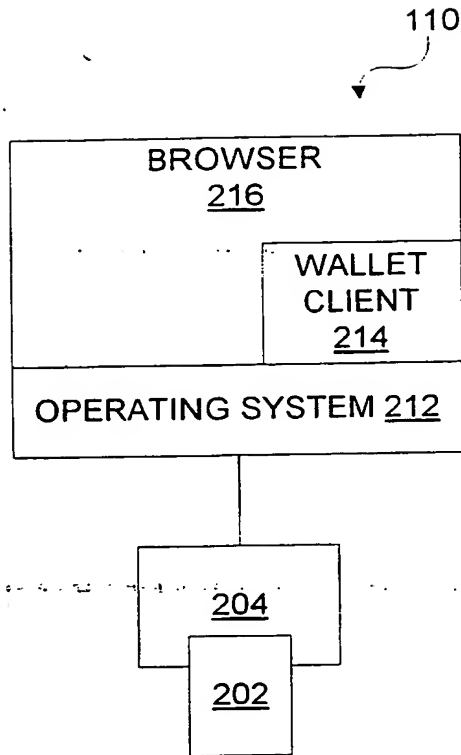 110
BROWSER
216
WALLET
CLIENT
214
OPERATING SYSTEM 212
204
202